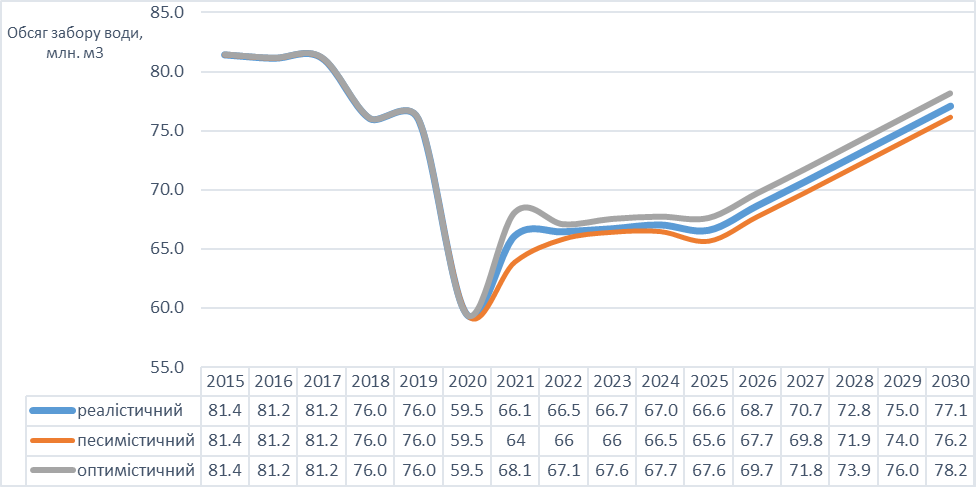 85.0
Обсяг забору води,
млн. м3
80.0
75.0
70.0
65.0
60.0
55.0
2015 2016 2017 2018 2019 2020 2021 2022 2023 2024 2025 2026 2027 2028 2029 2030
реалістичний 81.4 81.2 81.2 76.0 76.0 59.5 66.1 66.5 66.7 67.0 66.6 68.7 70.7 72.8 75.0 77.1
песимістичний 81.4 81.2 81.2 76.0 76.0 59.5 64 66 66 66.5 65.6 67.7 69.8 71.9 74.0 76.2
оптимістичний 81.4 81.2 81.2 76.0 76.0 59.5 68.1 67.1 67.6 67.7 67.6 69.7 71.8 73.9 76.0 78.2